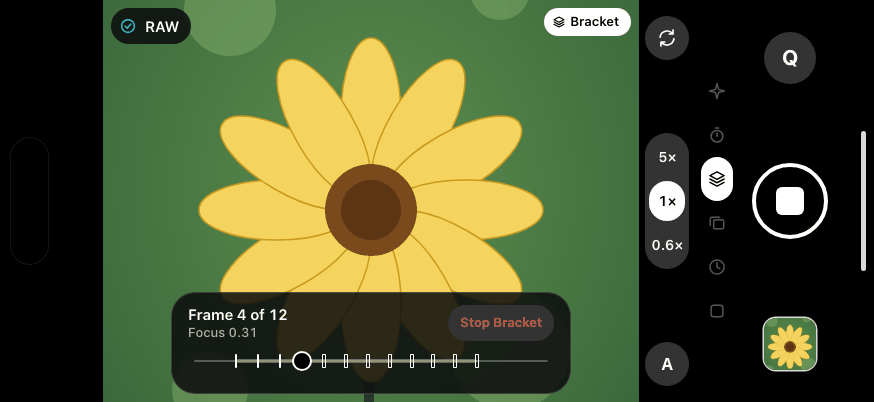 RAW
Bracket
Q
5×
1×
0.6×
Frame 4 of 12
Focus 0.31
Stop Bracket
A